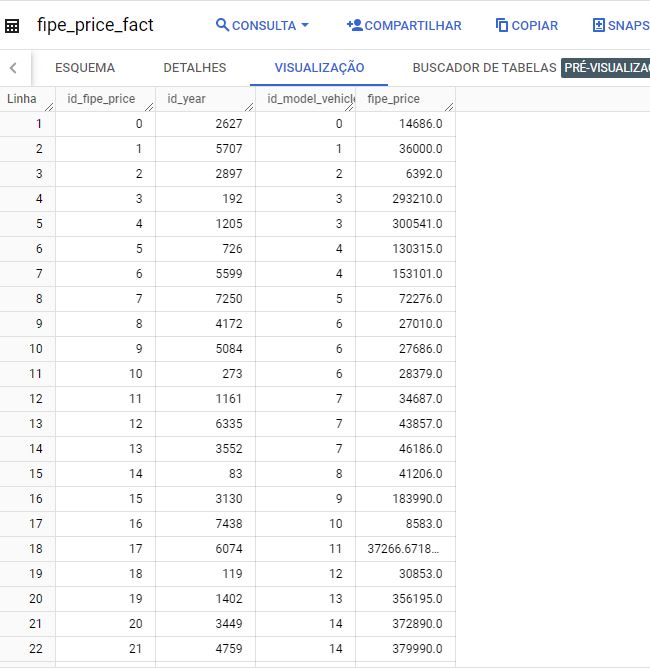 fipe_price_fact CONSULTA COMPARTILHAR COPIAR SNAPS
ESQUEMA DETALHES VISUALIZAÇÃO BUSCADOR DE TABELAS PRÉ-VISUALIZAÇ
Linha id_fipe_price id_year id_model_vehicle fipe_price
1 0 2627 0 14686.0
2 1 5707 1 36000.0
3 2 2897 2 6392.0
4 3 192 3 293210.0
5 4 1205 3 300541.0
6 5 726 4 130315.0
7 6 5599 4 153101.0
8 7 7250 5 72276.0
9 8 4172 6 27010.0
10 9 5084 6 27686.0
11 10 273 6 28379.0
12 11 1161 7 34687.0
13 12 6335 7 43857.0
14 13 3552 7 46186.0
15 14 83 8 41206.0
16 15 3130 9 183990.0
17 16 7438 10 8583.0
18 17 6074 11 37266.6718...
19 18 119 12 30853.0
20 19 1402 13 356195.0
21 20 3449 14 372890.0
22 21 4759 14 379990.0